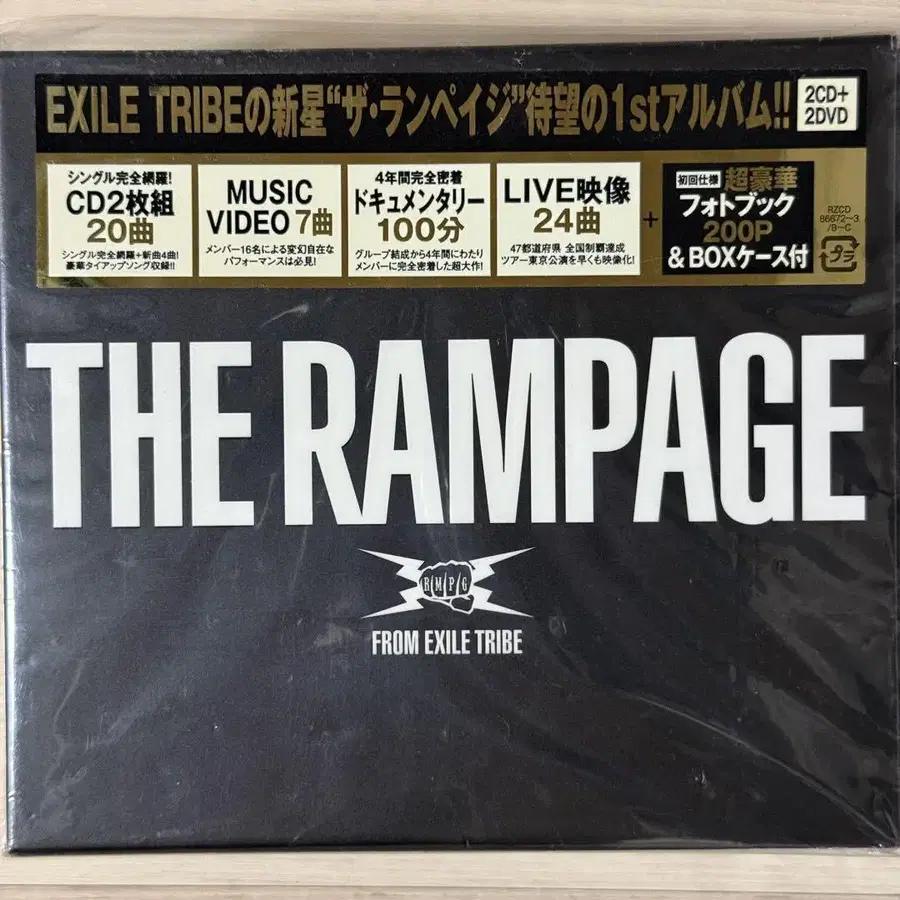 EXILE TRIBEの新星“ザ・ランペイジ”待望の1stアルバム!!
2CD+
2DVD
シングル完全網羅!
CD2枚組
20曲
シングル完全網羅+新曲4曲!
豪華タイアップソング収録!!
MUSIC
VIDEO 7曲
メンバー16名による変幻自在な
パフォーマンスは必見!
4年間完全密着
ドキュメンタリー
100分
グループ結成から4年間にわたり
メンバーに完全密着した超大作!
LIVE映像
24曲
47都道府県 全国制覇達成
ツアー東京公演を早くも映像化!
+
初回仕様 超豪華
フォトブック
200P
&BOXケース付
RZCD
86672~3
/B~C
プラ
THE RAMPAGE
RMPG
FROM EXILE TRIBE